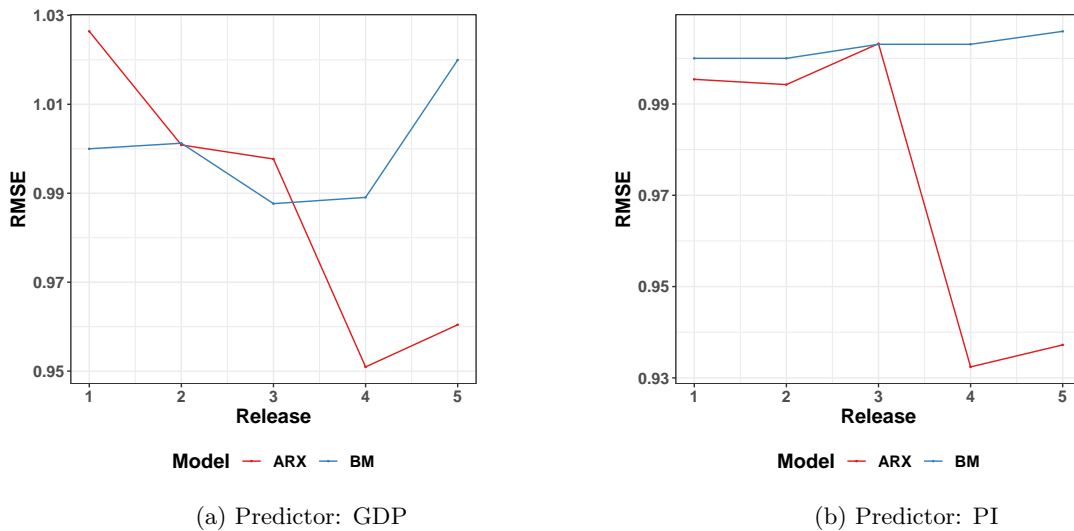 1.03
1.01
0.99
0.97
0.95
RMSE
1 2 3 4 5
Release
Model ARX BM
(a) Predictor: GDP
0.99
0.97
0.95
0.93
RMSE
1 2 3 4 5
Release
Model ARX BM
(b) Predictor: PI